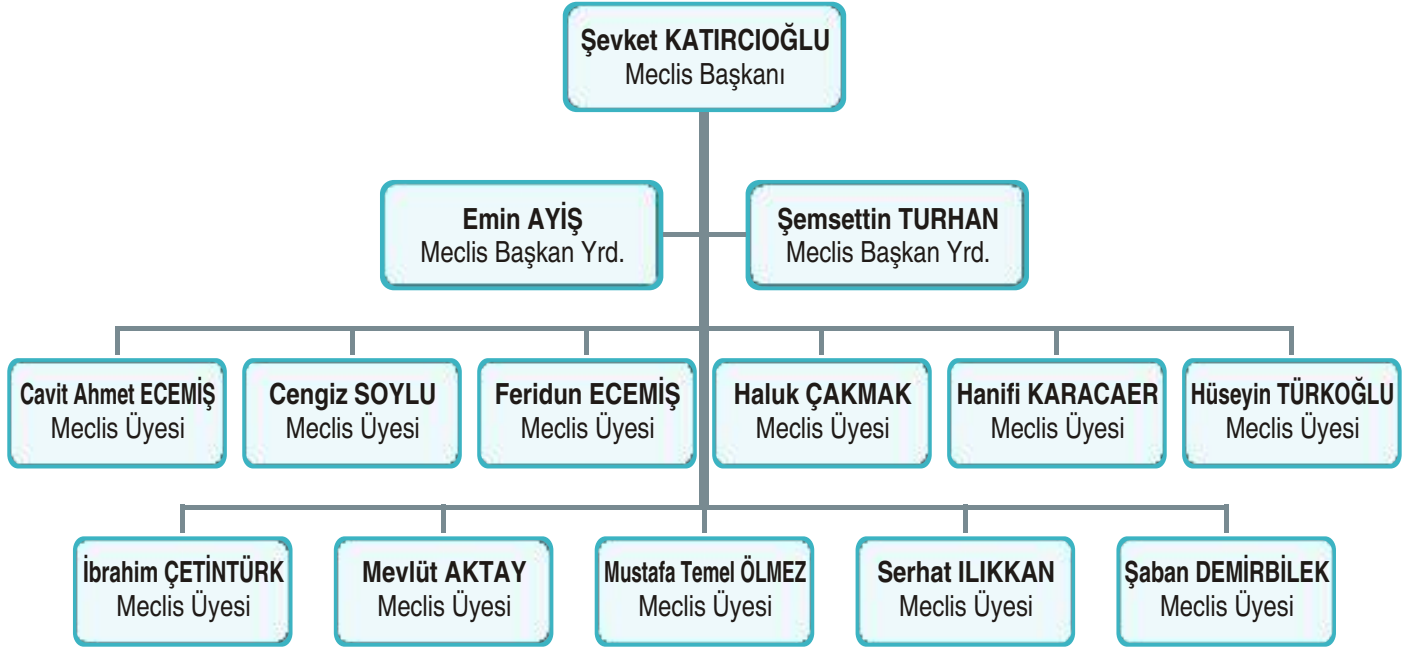 Şevket KATIRCIOĞLU
Meclis Başkanı
Emin AYİŞ
Meclis Başkan Yrd.
Şemsettin TURHAN
Meclis Başkan Yrd.
Cavit Ahmet ECEMİŞ
Meclis Üyesi
Cengiz SOYLU
Meclis Üyesi
Feridun ECEMİŞ
Meclis Üyesi
Haluk ÇAKMAK
Meclis Üyesi
Hanifi KARACAER
Meclis Üyesi
Hüseyin TÜRKOĞLU
Meclis Üyesi
İbrahim ÇETİNTÜRK
Meclis Üyesi
Mevlüt AKTAY
Meclis Üyesi
Mustafa Temel ÖLMEZ
Meclis Üyesi
Serhat ILIKKAN
Meclis Üyesi
Şaban DEMİRBİLEK
Meclis Üyesi